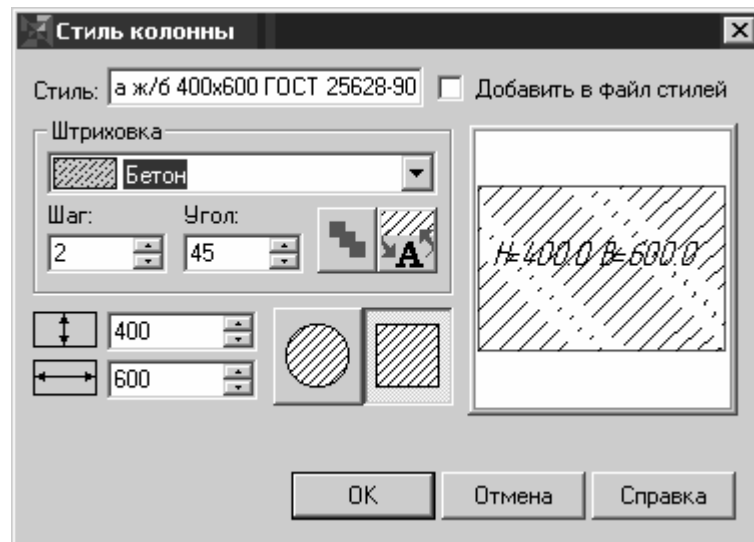 Стиль колонны
Стиль: а ж/б 400х600 ГОСТ 25628-90 Добавить в файл стилей
Штриховка
Бетон
Шаг: Угол:
2 45 A
H=400.0 B=600.0
400
600
OK Отмена Справка